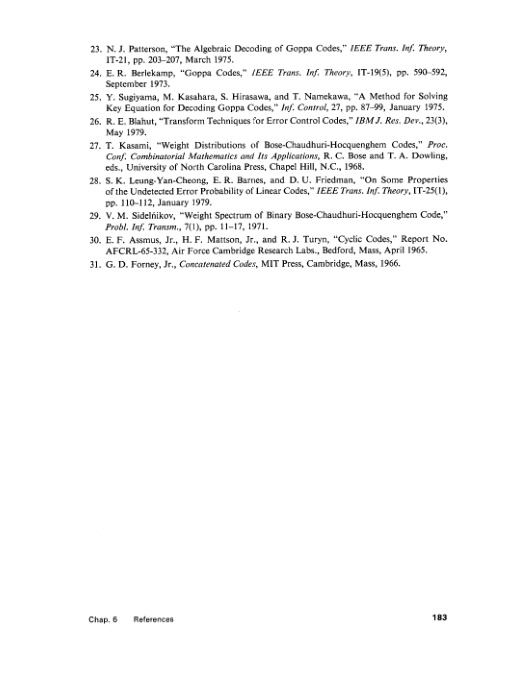 23. N. J. Patterson, "The Algebraic Decoding of Goppa Codes," IEEE Trans. Inf. Theory,
IT-21, pp. 203–207, March 1975.
24. E. R. Berlekamp, "Goppa Codes," IEEE Trans. Inf. Theory, IT-19(5), pp. 590–592,
September 1973.
25. Y. Sugiyama, M. Kasahara, S. Hirasawa, and T. Namekawa, "A Method for Solving
Key Equation for Decoding Goppa Codes," Inf. Control, 27, pp. 87–99, January 1975.
26. R. E. Blahut, "Transform Techniques for Error Control Codes," IBM J. Res. Dev., 23(3),
May 1979.
27. T. Kasami, "Weight Distributions of Bose-Chaudhuri-Hocquenghem Codes," Proc.
Conf. Combinatorial Mathematics and Its Applications, R. C. Bose and T. A. Dowling,
eds., University of North Carolina Press, Chapel Hill, N.C., 1968.
28. S. K. Leung-Yan-Cheong, E. R. Barnes, and D. U. Friedman, "On Some Properties
of the Undetected Error Probability of Linear Codes," IEEE Trans. Inf. Theory, IT-25(1),
pp. 110–112, January 1979.
29. V. M. Sidelńikov, "Weight Spectrum of Binary Bose-Chaudhuri-Hocquenghem Code,"
Probl. Inf. Transm., 7(1), pp. 11–17, 1971.
30. E. F. Assmus, Jr., H. F. Mattson, Jr., and R. J. Turyn, "Cyclic Codes," Report No.
AFCRL-65-332, Air Force Cambridge Research Labs., Bedford, Mass, April 1965.
31. G. D. Forney, Jr., Concatenated Codes, MIT Press, Cambridge, Mass, 1966.
Chap. 6 References 183